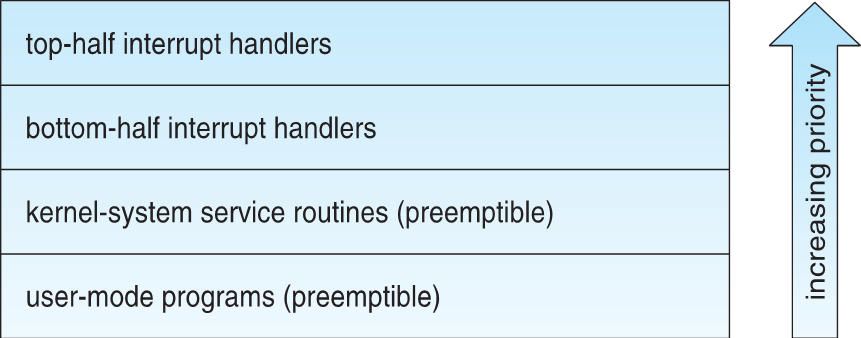 top-half interrupt handlers
bottom-half interrupt handlers
kernel-system service routines (preemptible)
user-mode programs (preemptible)
increasing priority